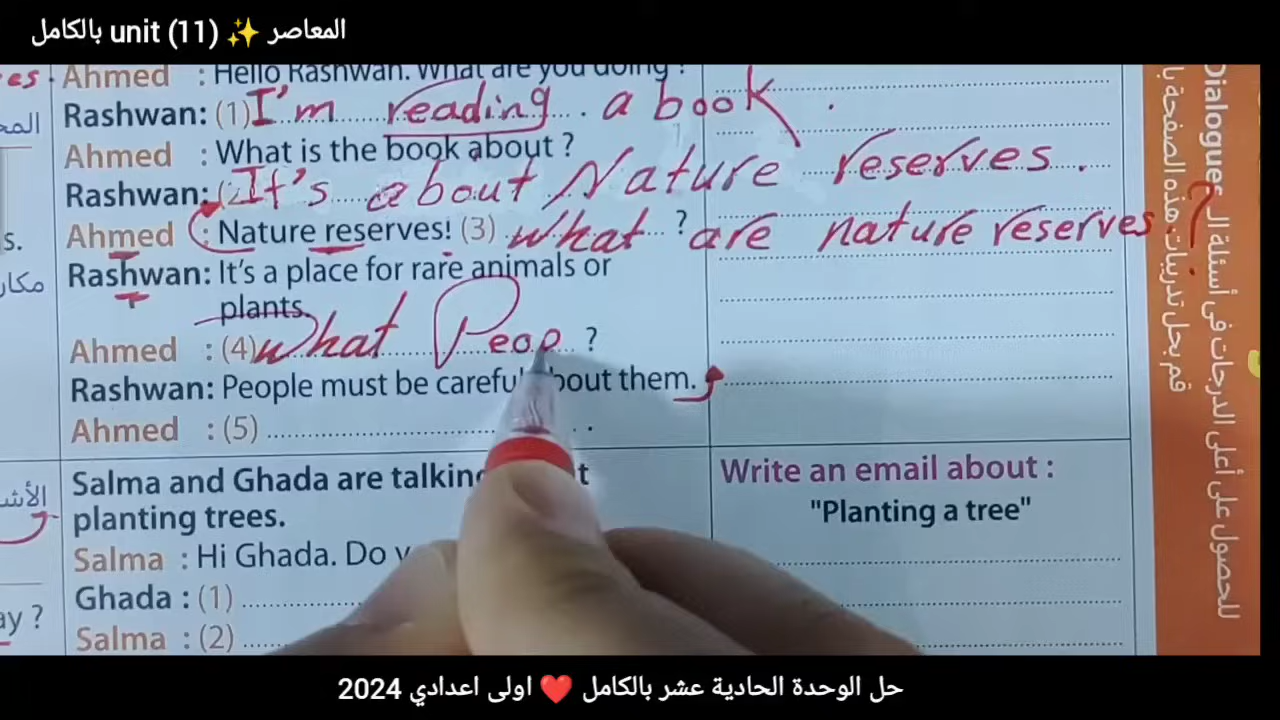 المعاصر ✨ unit (11) بالكامل
es. Ahmed : Hello Rashwan. What are you doing ?
Rashwan: (1) I'm reading a book .
Ahmed : What is the book about ?
Rashwan: (2) It's about Nature reserves.
Ahmed : Nature reserves! (3) What ? are nature reserves ?
s.
Rashwan: It's a place for rare animals or
plants.
Ahmed : (4) What Peop ?
Rashwan: People must be careful about them.
Ahmed : (5) .
Salma and Ghada are talking
planting trees.
Salma : Hi Ghada. Do
Ghada : (1)
ay ?
Salma : (2)
Write an email about :
"Planting a tree"
Dialogues للحصول على أعلى الدرجات فى أسئلة الـ
قم بحل تدريبات هذه الصفحة
حل الوحدة الحادية عشر بالكامل ❤️ اولى اعدادي 2024